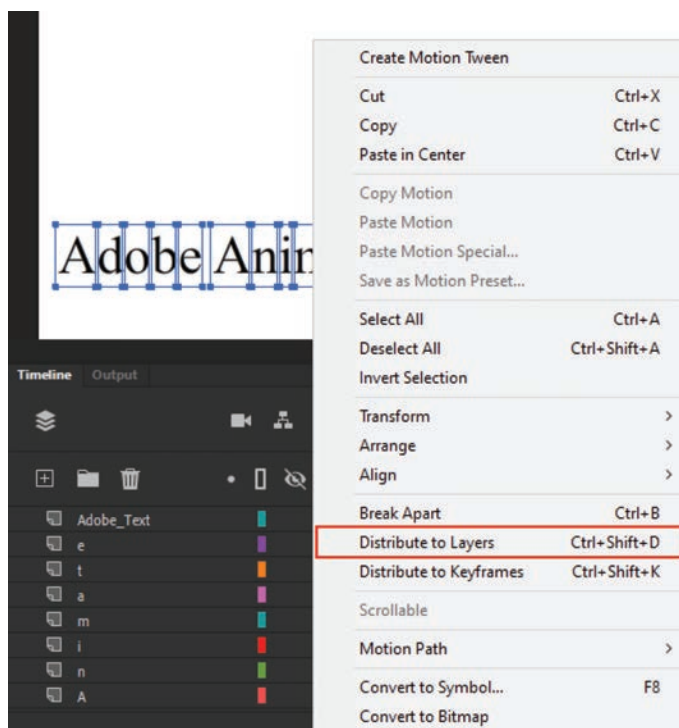 Create Motion Tween
Cut Ctrl+X
Copy Ctrl+C
Paste in Center Ctrl+V
Copy Motion
Paste Motion
Paste Motion Special...
Save as Motion Preset...
Adobe Anin
Select All Ctrl+A
Deselect All Ctrl+Shift+A
Invert Selection
Transform
Arrange
Align
Break Apart Ctrl+B
Distribute to Layers Ctrl+Shift+D
Distribute to Keyframes Ctrl+Shift+K
Scrollable
Motion Path
Convert to Symbol... F8
Convert to Bitmap
Timeline Output
Adobe_Text
e
t
a
m
i
n
A